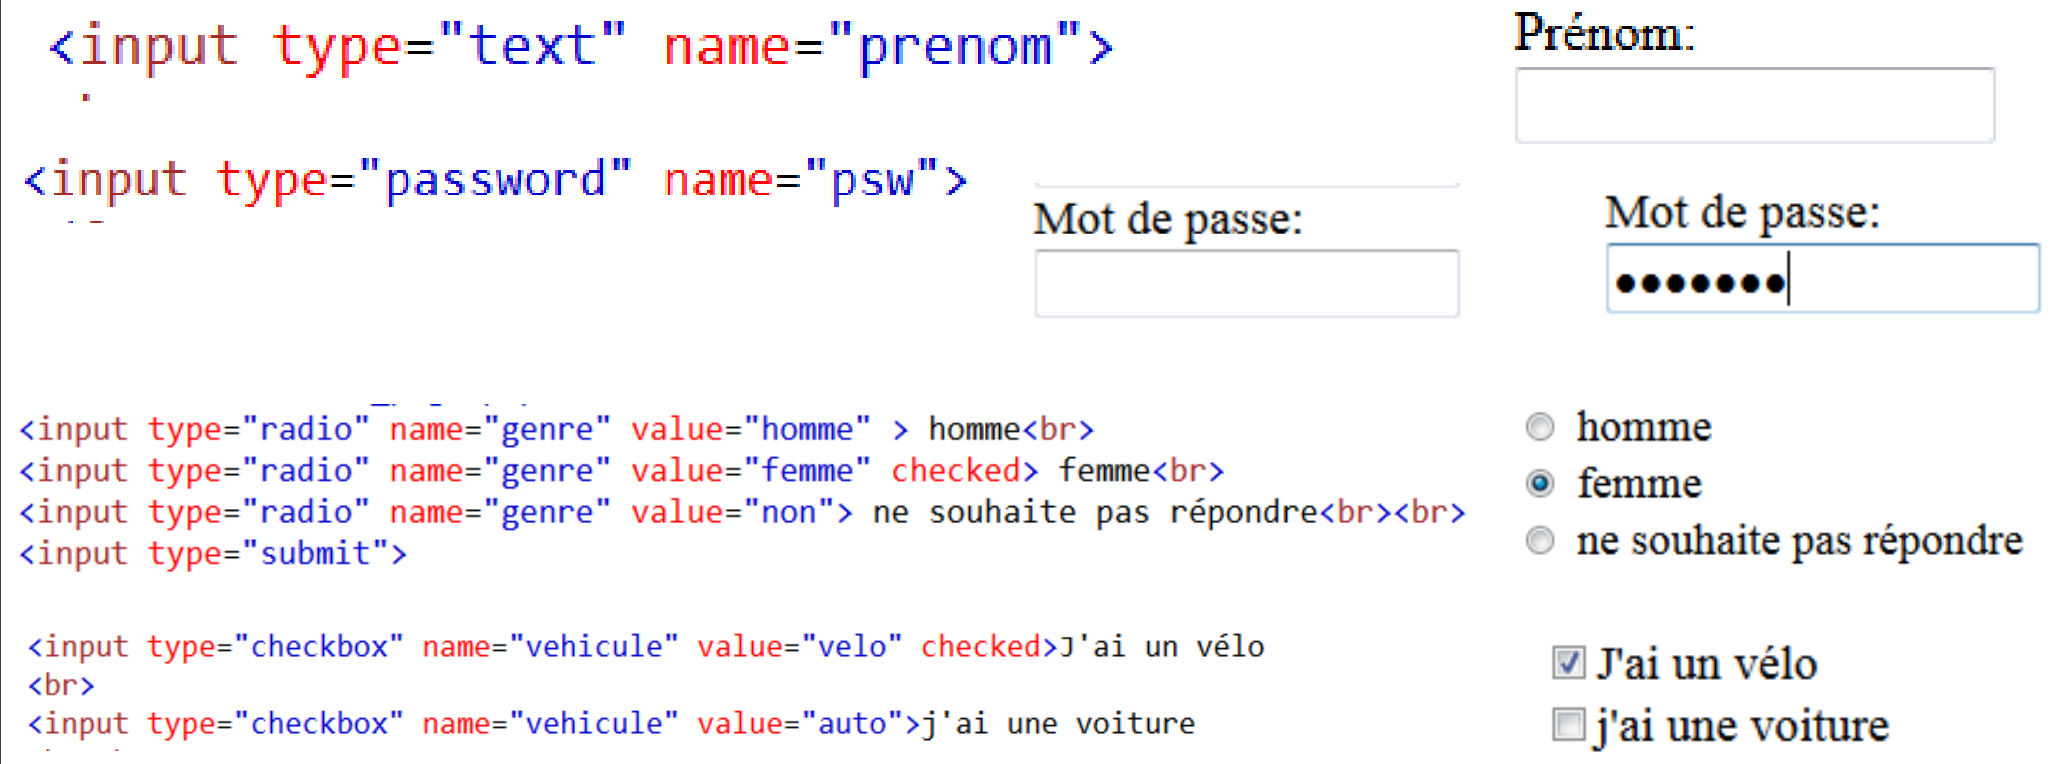 <input type="text" name="prenom">
Prénom:
<input type="password" name="psw">
Mot de passe:
Mot de passe:
•••••••
<input type="radio" name="genre" value="homme" > homme<br>
<input type="radio" name="genre" value="femme" checked> femme<br>
<input type="radio" name="genre" value="non"> ne souhaite pas répondre<br><br>
<input type="submit">
homme
femme
ne souhaite pas répondre
<input type="checkbox" name="vehicule" value="velo" checked>J'ai un vélo
<br>
<input type="checkbox" name="vehicule" value="auto">j'ai une voiture
J'ai un vélo
j'ai une voiture